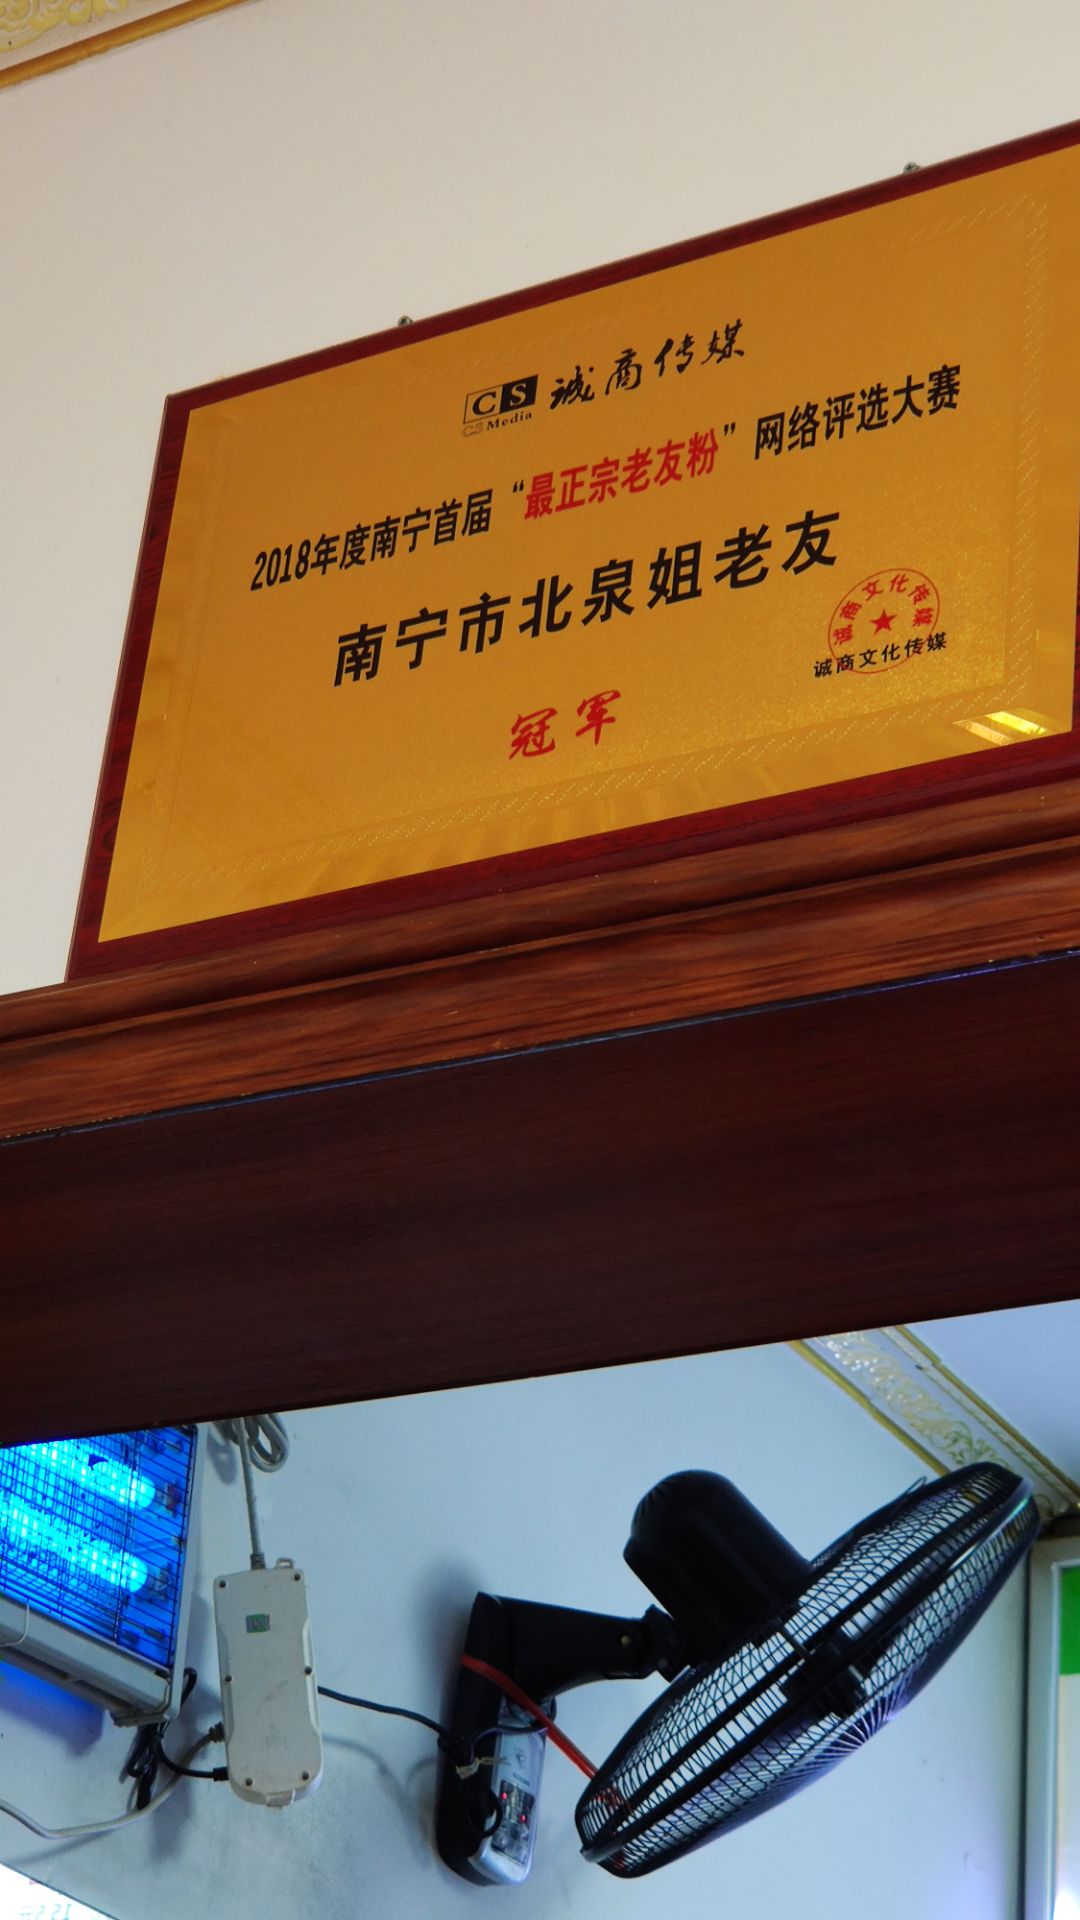 CS 诚商传媒
CS Media
2018年度南宁首届“最正宗老友粉”网络评选大赛
南宁市北泉姐老友
诚商文化传媒
诚商文化传媒
冠军